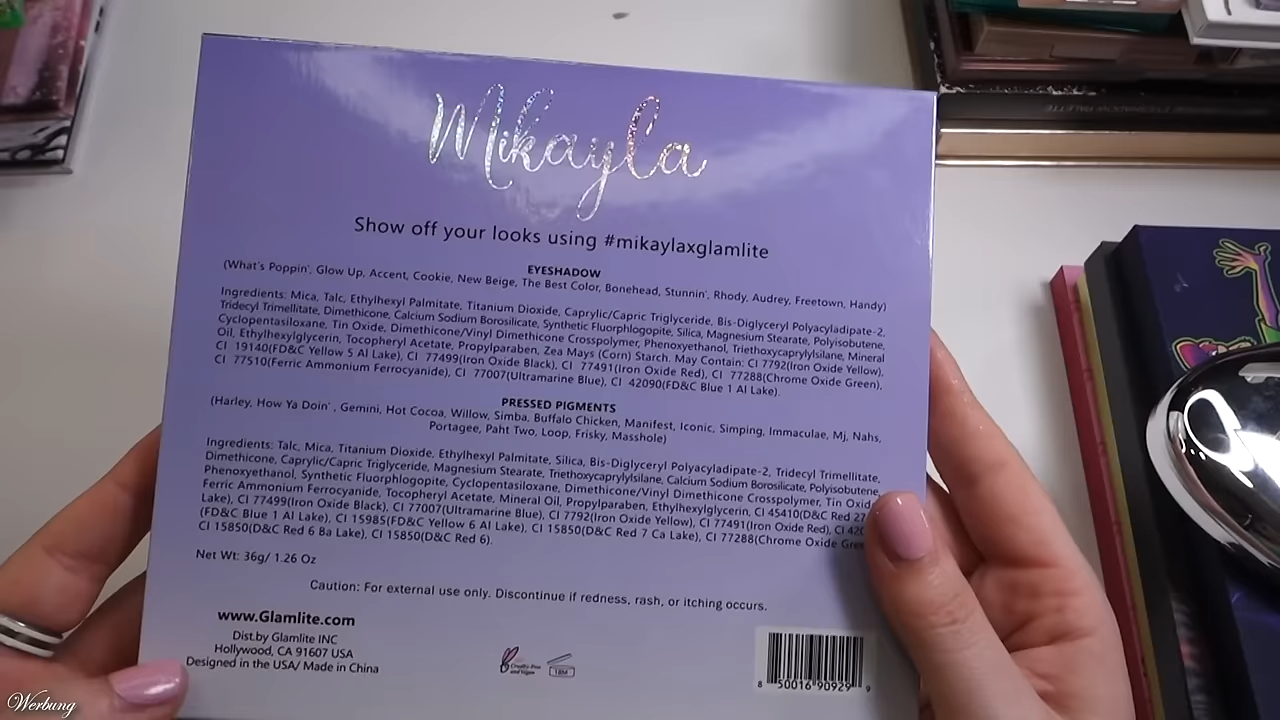 Mikayla
Show off your looks using #mikaylaxglamlite
EYESHADOW
(What's Poppin', Glow Up, Accent, Cookie, New Beige, The Best Color, Bonehead, Stunnin', Rhody, Audrey, Freetown, Handy)
Ingredients: Mica, Talc, Ethylhexyl Palmitate, Titanium Dioxide, Caprylic/Capric Triglyceride, Bis-Diglyceryl Polyacyladipate-2,
Tridecyl Trimellitate, Dimethicone, Calcium Sodium Borosilicate, Synthetic Fluorphlogopite, Silica, Magnesium Stearate, Polyisobutene,
Cyclopentasiloxane, Tin Oxide, Dimethicone/Vinyl Dimethicone Crosspolymer, Phenoxyethanol, Triethoxycaprylylsilane, Mineral
Oil, Ethylhexylglycerin, Tocopheryl Acetate, Propylparaben, Zea Mays (Corn) Starch. May Contain: CI 7792(Iron Oxide Yellow),
CI 19140(FD&C Yellow 5 Al Lake), CI 77499(Iron Oxide Black), CI 77491(Iron Oxide Red), CI 77288(Chrome Oxide Green),
CI 77510(Ferric Ammonium Ferrocyanide), CI 77007(Ultramarine Blue), CI 42090(FD&C Blue 1 Al Lake).
PRESSED PIGMENTS
(Harley, How Ya Doin' , Gemini, Hot Cocoa, Willow, Simba, Buffalo Chicken, Manifest, Iconic, Simping, Immaculae, Mj, Nahs,
Portagee, Paht Two, Loop, Frisky, Masshole)
Ingredients: Talc, Mica, Titanium Dioxide, Ethylhexyl Palmitate, Silica, Bis-Diglyceryl Polyacyladipate-2, Tridecyl Trimellitate,
Dimethicone, Caprylic/Capric Triglyceride, Magnesium Stearate, Triethoxycaprylylsilane, Calcium Sodium Borosilicate, Polyisobutene,
Phenoxyethanol, Synthetic Fluorphlogopite, Cyclopentasiloxane, Dimethicone/Vinyl Dimethicone Crosspolymer, Tin Oxide,
Ferric Ammonium Ferrocyanide, Tocopheryl Acetate, Mineral Oil, Propylparaben, Ethylhexylglycerin, CI 45410(D&C Red 27
Lake), CI 77499(Iron Oxide Black), CI 77007(Ultramarine Blue), CI 7792(Iron Oxide Yellow), CI 77491(Iron Oxide Red), CI 420
(FD&C Blue 1 Al Lake), CI 15985(FD&C Yellow 6 Al Lake), CI 15850(D&C Red 7 Ca Lake), CI 77288(Chrome Oxide Gree
CI 15850(D&C Red 6 Ba Lake), CI 15850(D&C Red 6).
Net Wt: 36g/ 1.26 Oz
Caution: For external use only. Discontinue if redness, rash, or itching occurs.
www.Glamlite.com
Dist.by Glamlite INC
Hollywood, CA 91607 USA
Designed in the USA/ Made in China
Cruelty-Free
and Vegan
18M
8 50016 90929 9
Werbung